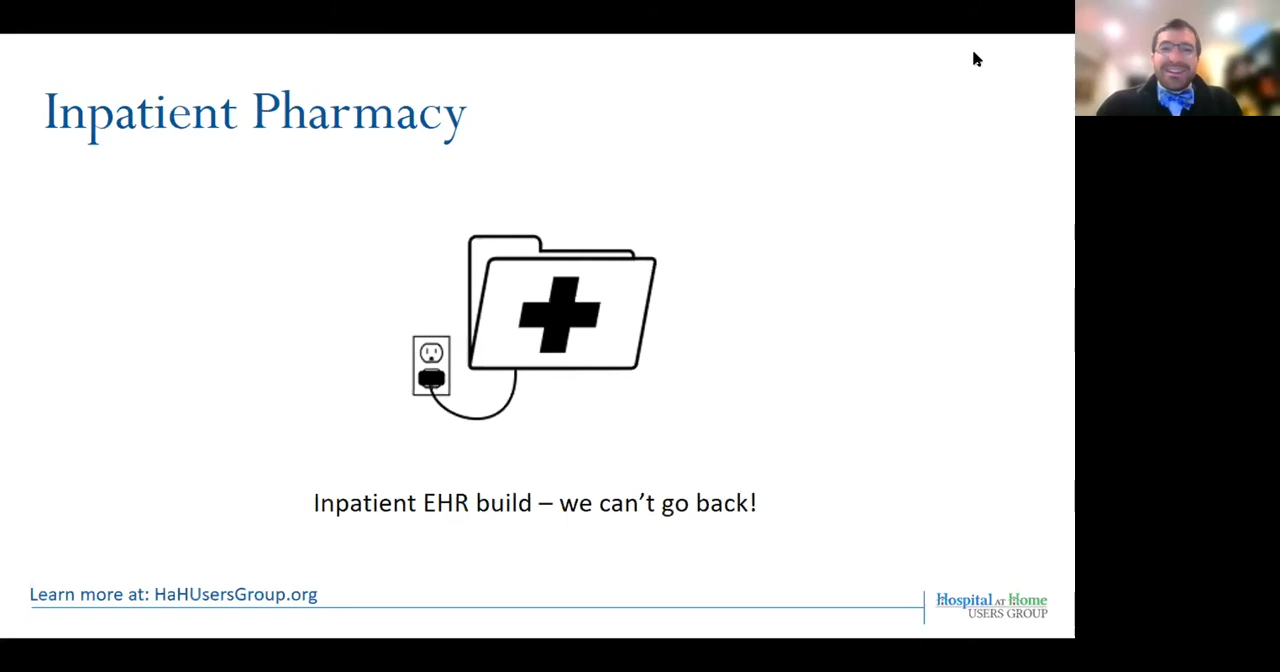 Inpatient Pharmacy
Inpatient EHR build – we can't go back!
Learn more at: HaHUsersGroup.org
Hospital AT Home
USERS GROUP